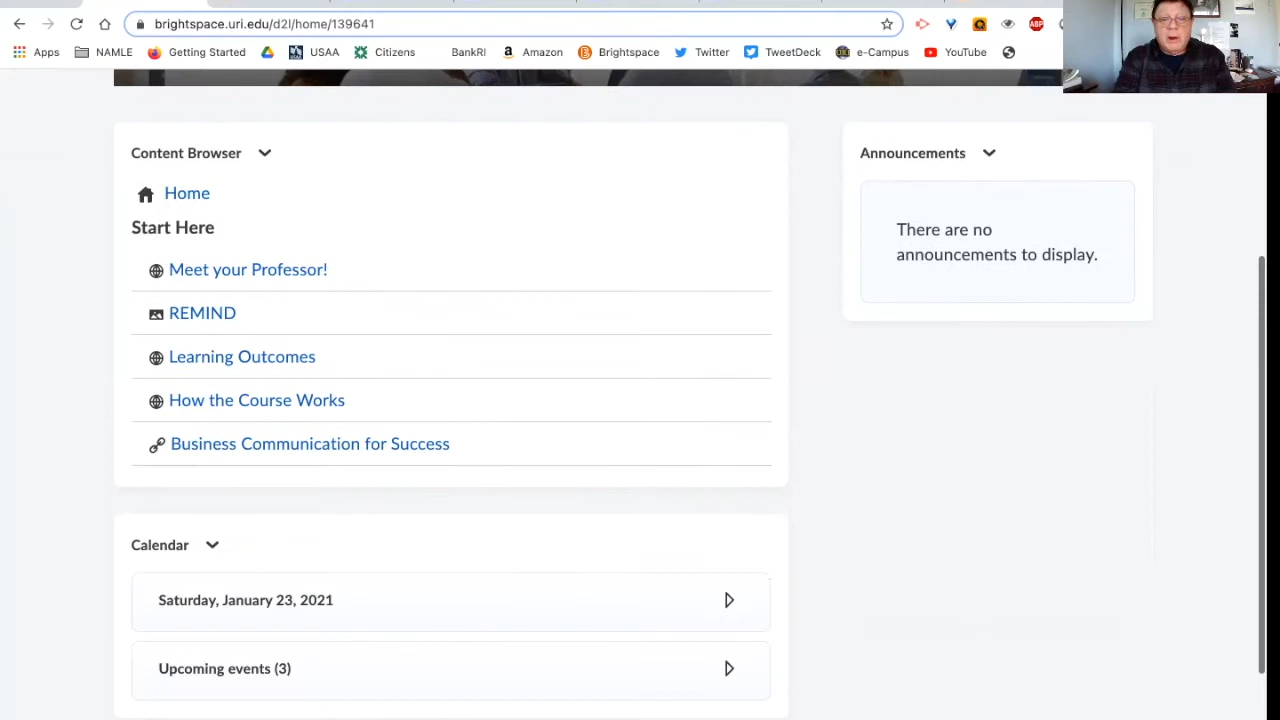 brightspace.uri.edu/d2l/home/139641
ABP
Apps NAMLE Getting Started USAA Citizens BankRI Amazon Brightspace Twitter TweetDeck e-Campus YouTube
Content Browser
Home
Start Here
Meet your Professor!
REMIND
Learning Outcomes
How the Course Works
Business Communication for Success
Announcements
There are no
announcements to display.
Calendar
Saturday, January 23, 2021
Upcoming events (3)